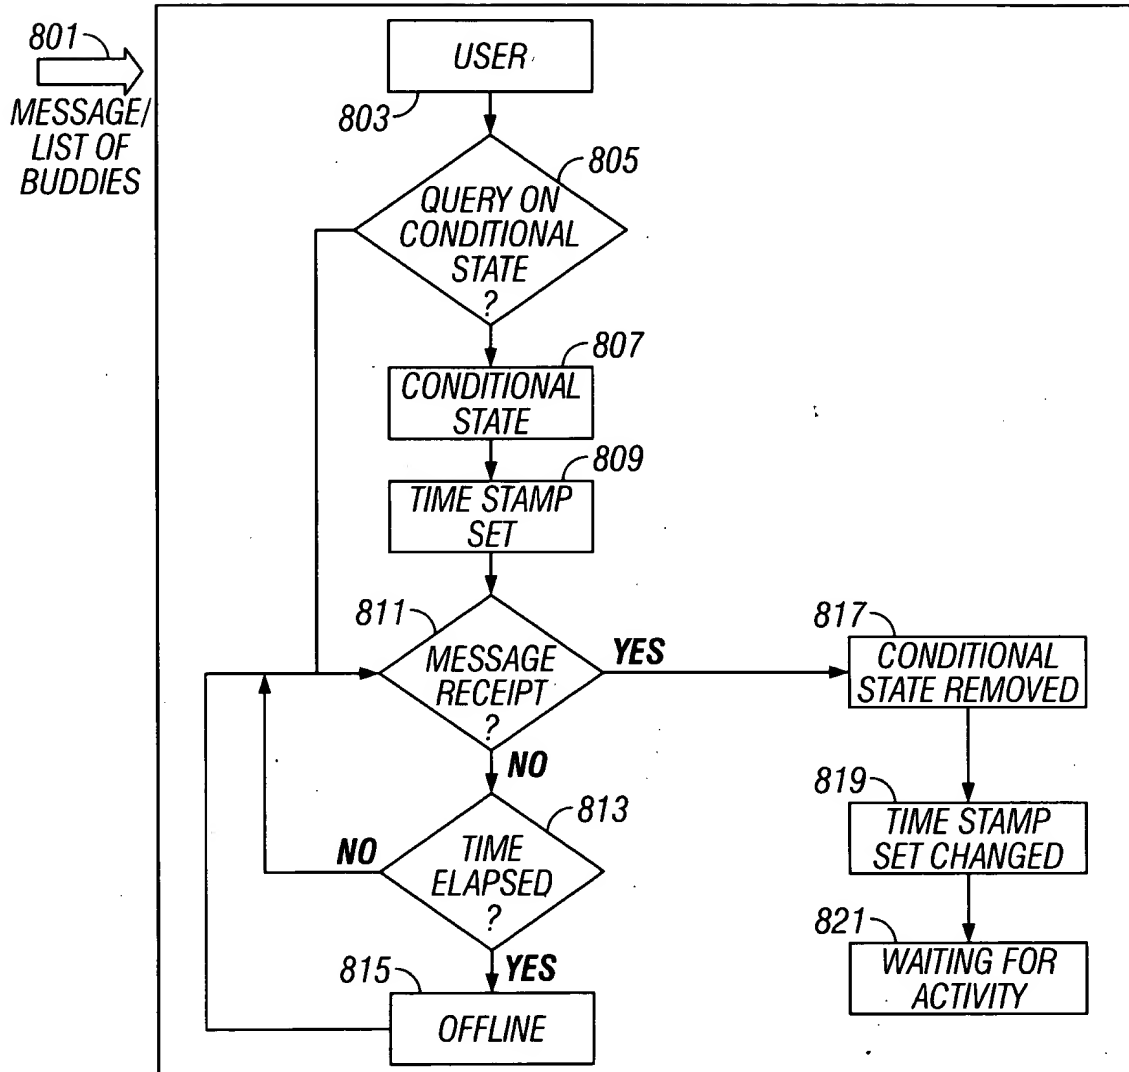 801
MESSAGE/
LIST OF
BUDDIES
USER
803
805
QUERY ON
CONDITIONAL
STATE
?
807
CONDITIONAL
STATE
809
TIME STAMP
SET
811
MESSAGE
RECEIPT
?
YES
NO
817
CONDITIONAL
STATE REMOVED
813
TIME
ELAPSED
?
NO
YES
819
TIME STAMP
SET CHANGED
815
OFFLINE
821
WAITING FOR
ACTIVITY